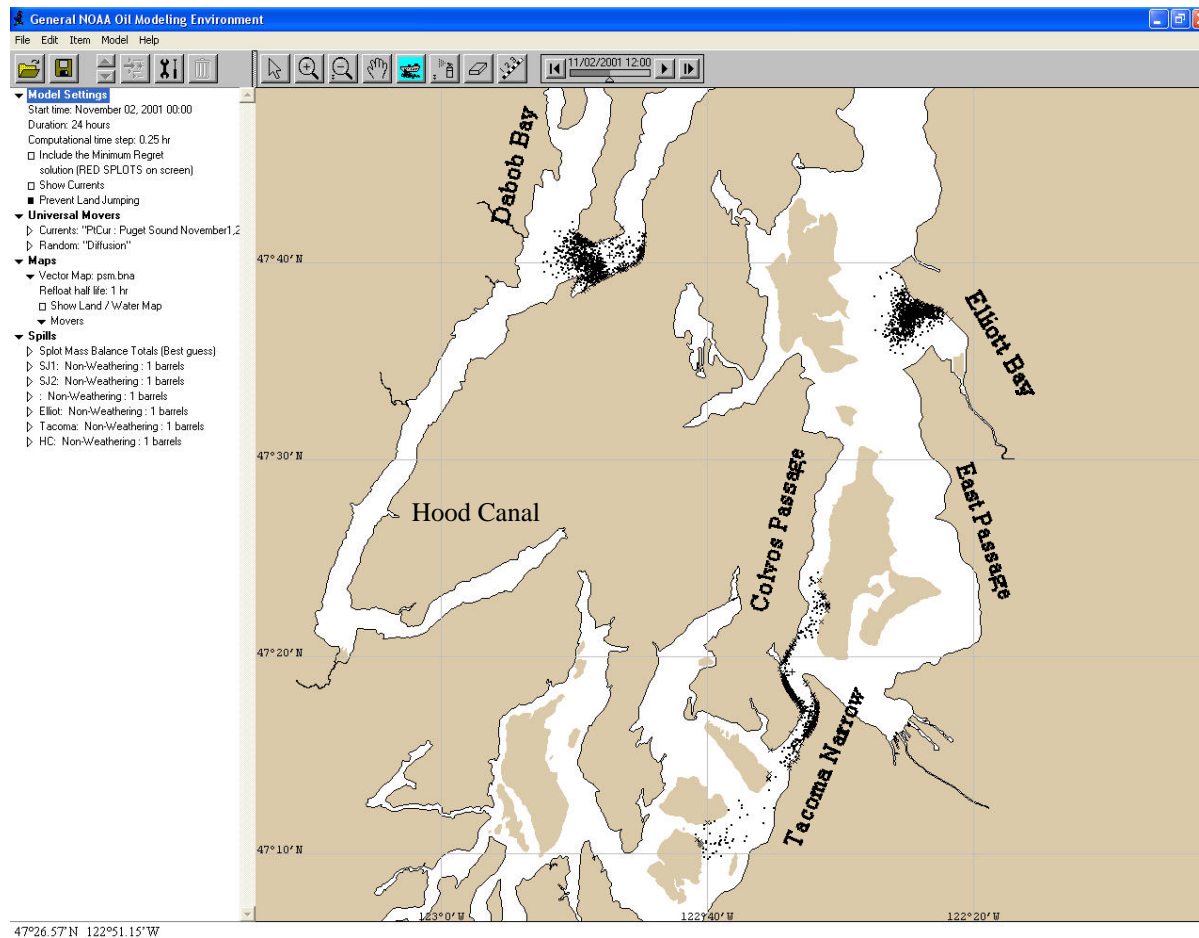 General NOAA Oil Modeling Environment
File Edit Item Model Help
11/02/2001 12:00
Model Settings
Start time: November 02, 2001 00:00
Duration: 24 hours
Computational time step: 0.25 hr
Include the Minimum Regret
solution (RED SPLOTS on screen)
Show Currents
Prevent Land Jumping
Universal Movers
Currents: "PtCur : Puget Sound November1,2
Random: "Diffusion"
Maps
Vector Map: psm.bna
Refloat half life: 1 hr
Show Land / Water Map
Movers
Spills
Splot Mass Balance Totals (Best guess)
SJ1: Non-Weathering : 1 barrels
SJ2: Non-Weathering : 1 barrels
: Non-Weathering : 1 barrels
Elliot: Non-Weathering : 1 barrels
Tacoma: Non-Weathering : 1 barrels
HC: Non-Weathering : 1 barrels
Dabob Bay
47°40'N
Elliott Bay
47°30'N
Hood Canal
Colvos Passage
East Passage
47°20'N
Tacoma Narrow
47°10'N
123°0'W
122°40'W
122°20'W
47°26.57'N 122°51.15'W